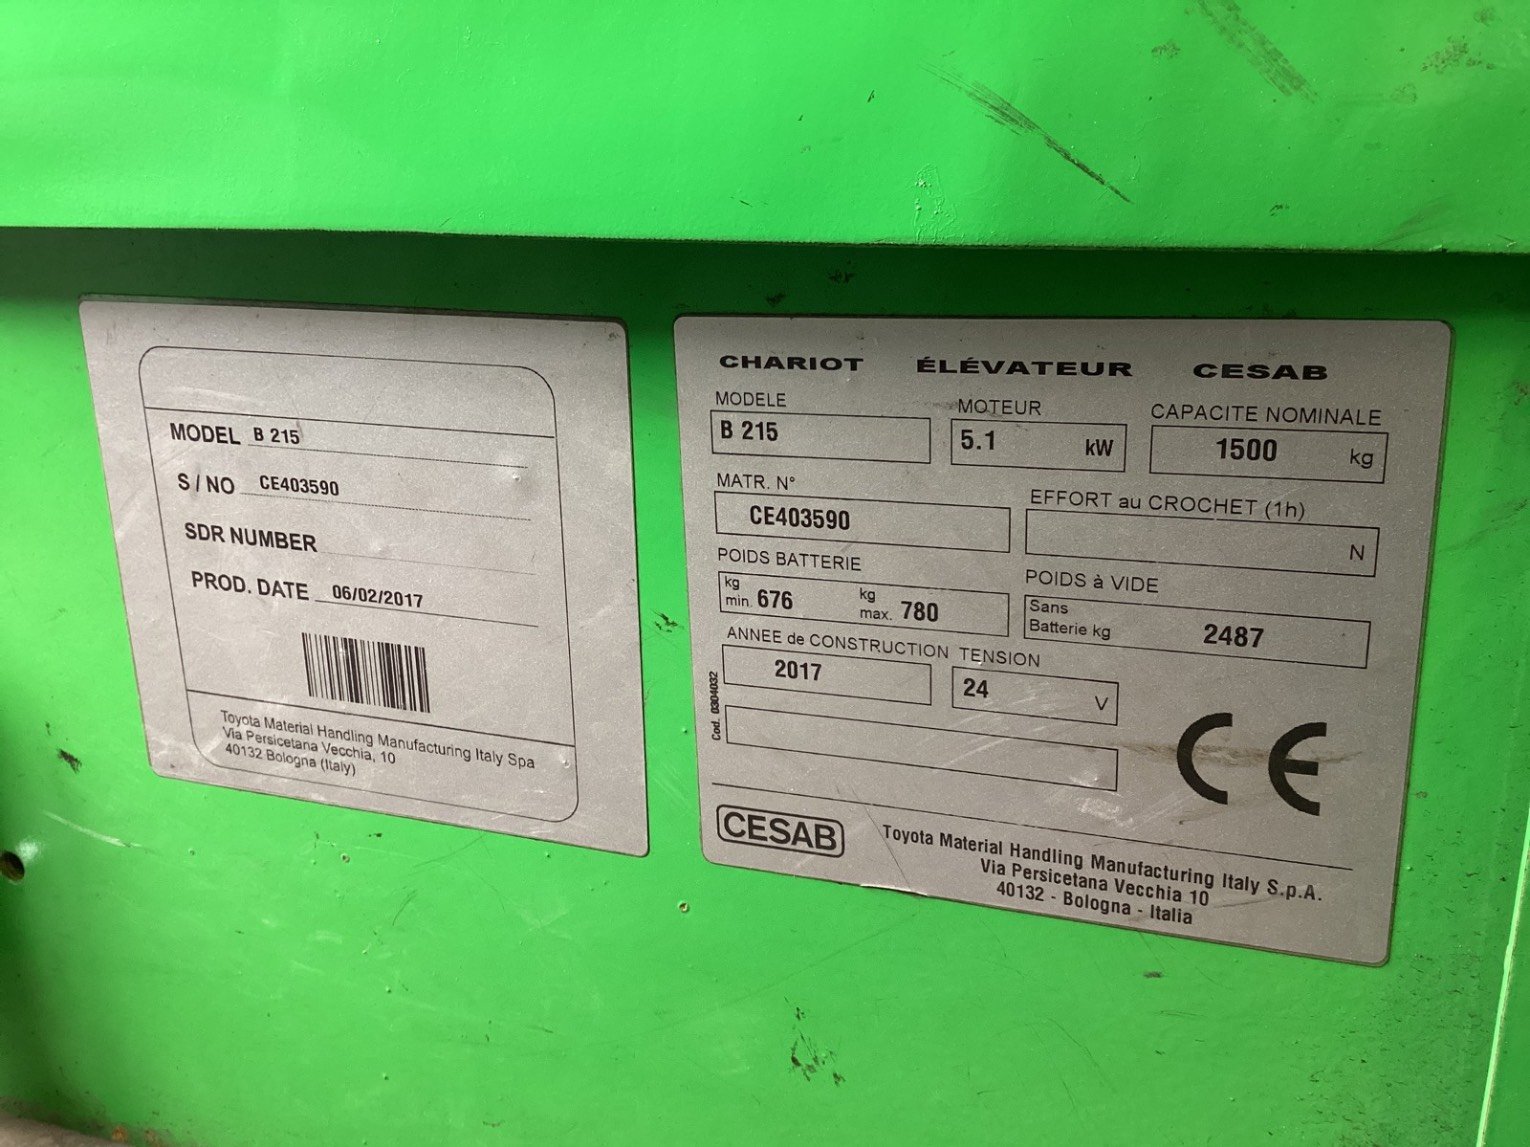 MODEL B 215
S / NO CE403590
SDR NUMBER
PROD. DATE 06/02/2017
Toyota Material Handling Manufacturing Italy Spa
Via Persicetana Vecchia, 10
40132 Bologna (Italy)
CHARIOT ÉLÉVATEUR CESAB
MODELE MOTEUR CAPACITE NOMINALE
B 215 5.1 kW 1500 kg
MATR. N° EFFORT au CROCHET (1h)
CE403590 N
POIDS BATTERIE POIDS à VIDE
kg min. 676 kg max. 780 Sans Batterie kg 2487
ANNEE de CONSTRUCTION TENSION
2017 24 V
Cod. 0304032
CE
CESAB
Toyota Material Handling Manufacturing Italy S.p.A.
Via Persicetana Vecchia 10
40132 - Bologna - Italia